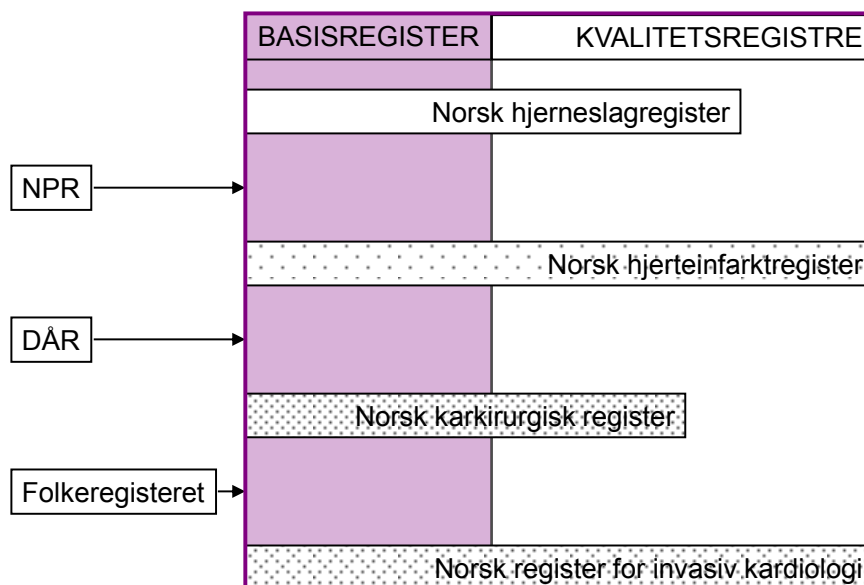 BASISREGISTER
KVALITETSREGISTRE
Norsk hjerneslagregister
NPR
Norsk hjerteinfarktregister
DÅR
Norsk karkirurgisk register
Folkeregisteret
Norsk register for invasiv kardiologi